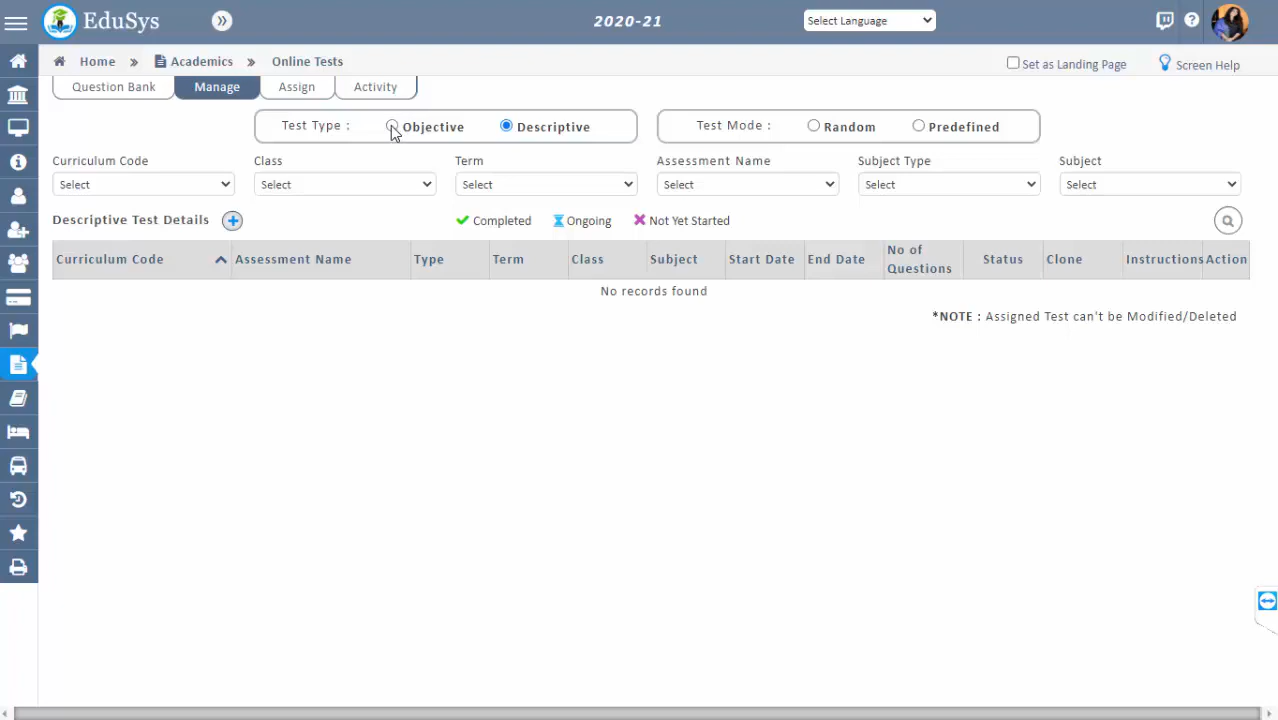 EduSys
2020-21
Select Language
Home » Academics » Online Tests
Set as Landing Page
Screen Help
Question Bank
Manage
Assign
Activity
Test Type :
Objective
Descriptive
Test Mode :
Random
Predefined
Curriculum Code
Class
Term
Assessment Name
Subject Type
Subject
Select
Select
Select
Select
Select
Select
Descriptive Test Details
Completed
Ongoing
Not Yet Started
Curriculum Code
Assessment Name
Type
Term
Class
Subject
Start Date
End Date
No of
Questions
Status
Clone
Instructions
Action
No records found
*NOTE : Assigned Test can't be Modified/Deleted